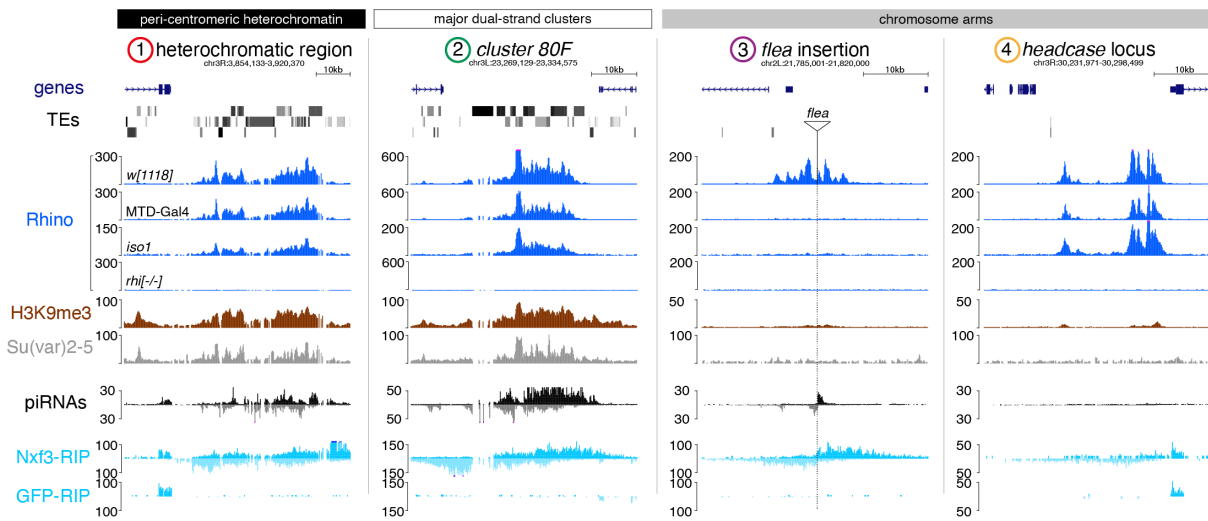 peri-centromeric heterochromatin major dual-strand clusters chromosome arms
1 heterochromatic region 2 cluster 80F 3 flea insertion 4 headcase locus
chr3R:3,854,133-3,920,370 chr3L:23,269,129-23,334,575 chr2L:21,785,001-21,820,000 chr3R:30,231,971-30,298,499
10kb 10kb 10kb 10kb
genes
TEs
flea
300 600 200 200
w[1118]
300 600 200 200
MTD-Gal4
Rhino
150 200 200 200
iso1
300 600 200 200
rhi[-/-]
H3K9me3 100 100 50 50
Su(var)2-5 100 100 100 100
30 50 30 30
piRNAs
30 50 30 30
100 150 100 50
Nxf3-RIP
100 150 100 50
100 150 100 50
GFP-RIP
100 150 100 50